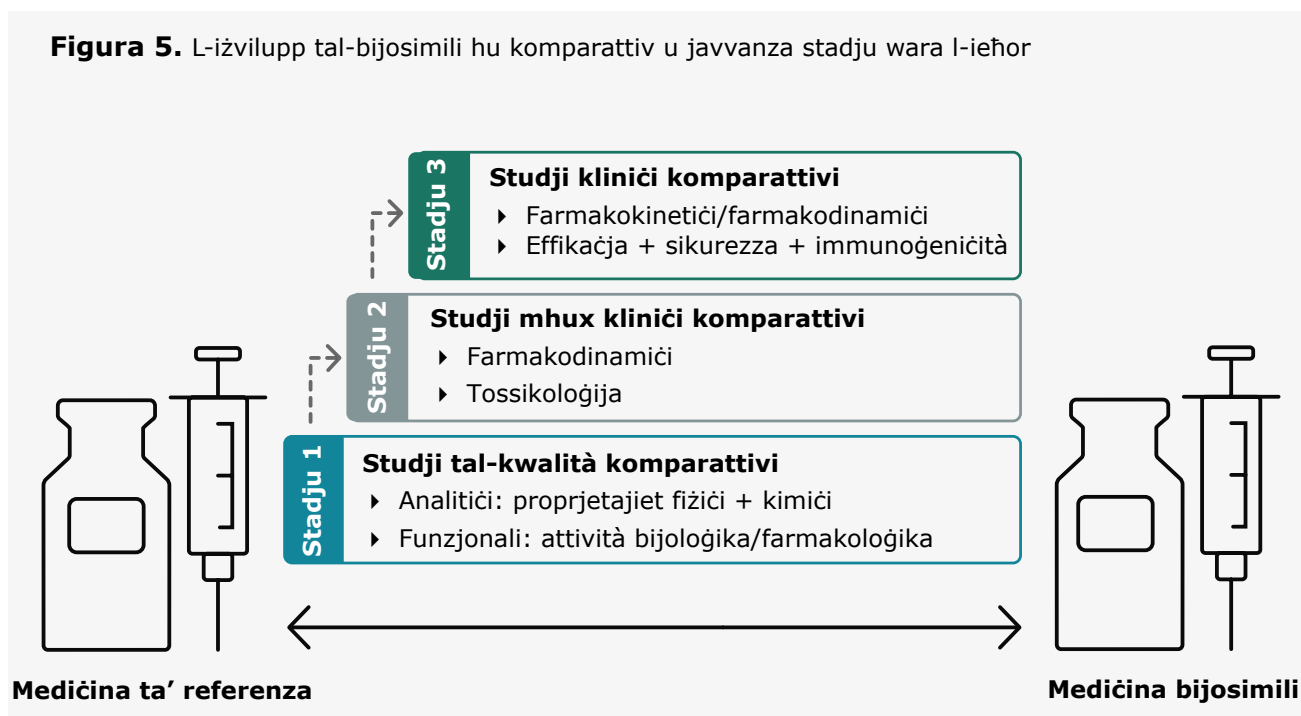 Figura 5. L-iżvilupp tal-bijosimili hu komparattiv u javvanza stadju wara l-ieħor
Stadju 3
Studji kliniċi komparattivi
Farmakokinetiċi/farmakodinamiċi
Effikaċja + sikurezza + immunoġeniċità
Stadju 2
Studji mhux kliniċi komparattivi
Farmakodinamiċi
Tossikoloġija
Stadju 1
Studji tal-kwalità komparattivi
Analitiċi: proprjetajiet fiżiċi + kimiċi
Funzjonali: attività bijoloġika/farmakoloġika
Mediċina ta’ referenza
Mediċina bijosimili